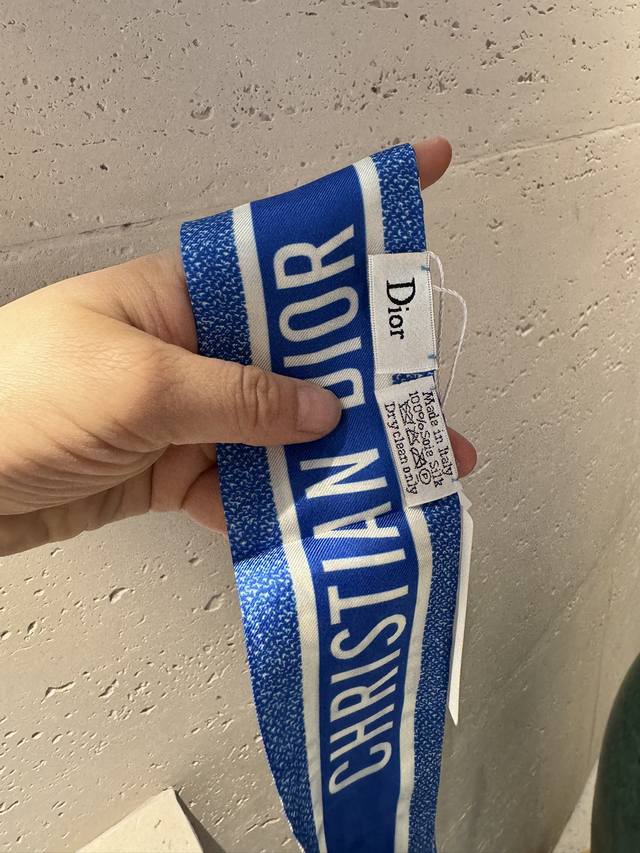 CHRISTIAN DIOR
Dior
Made in Italy
100% Soie Silk
Dry clean only